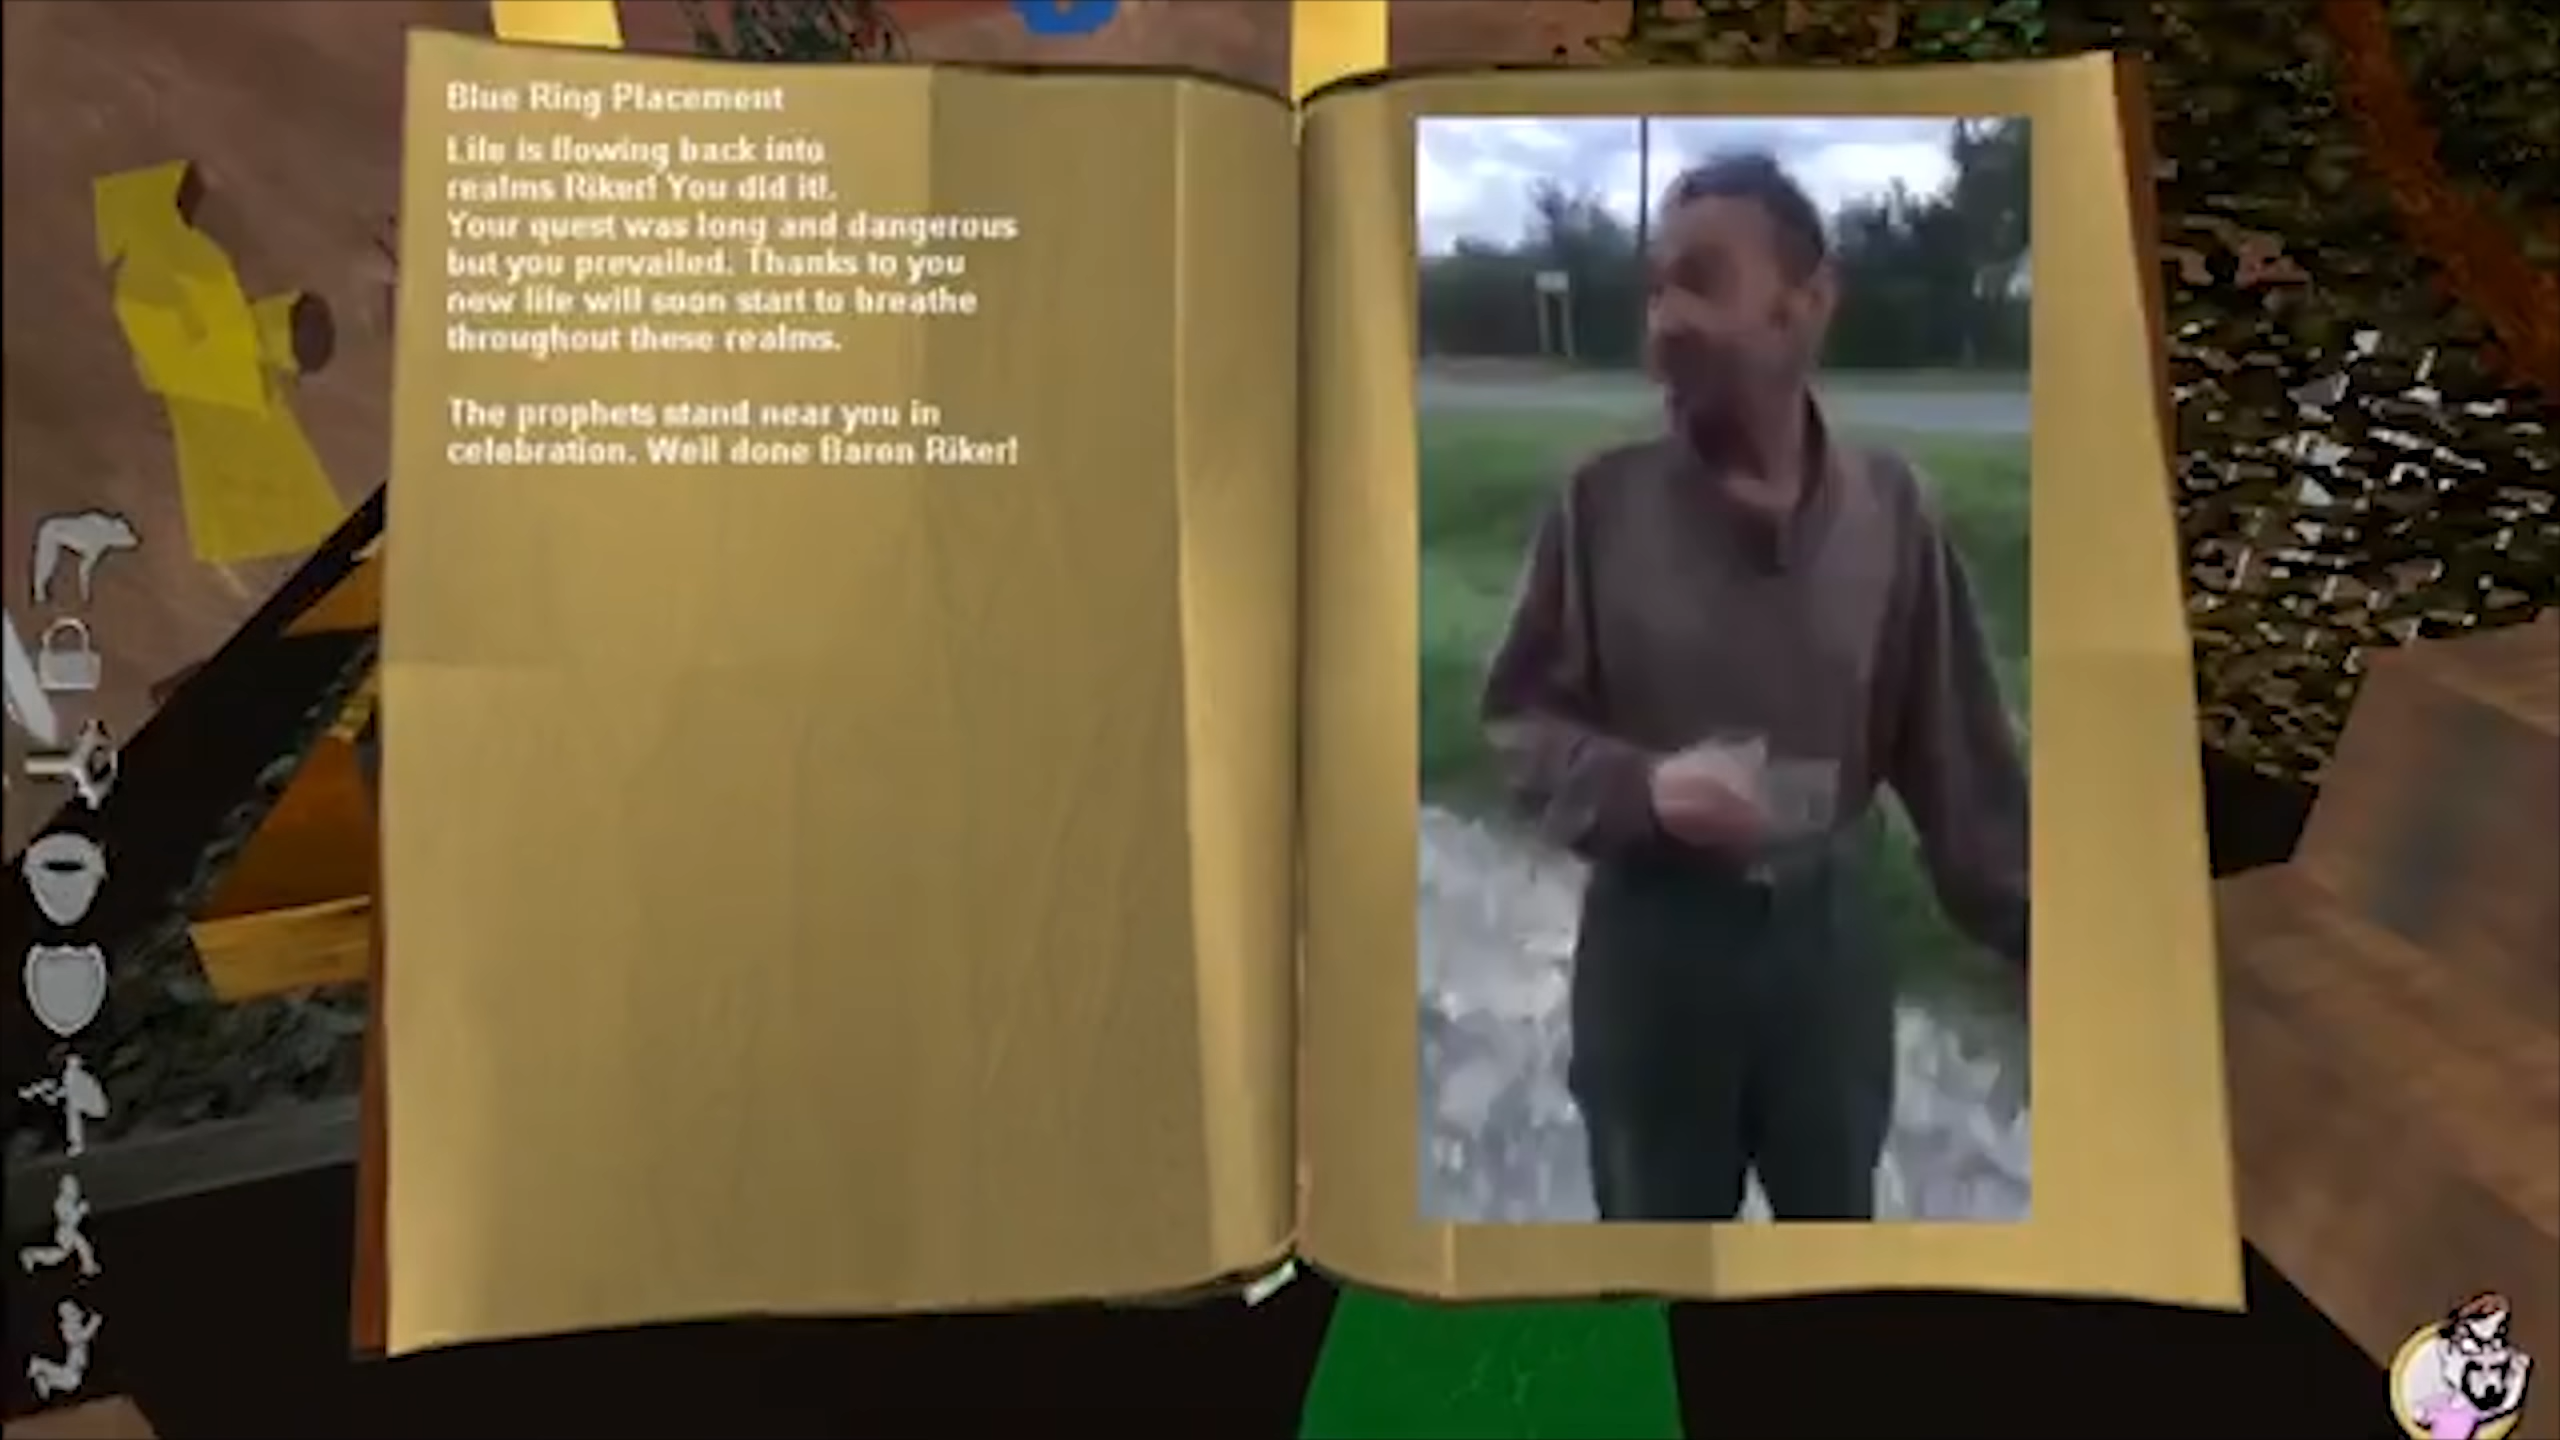 Blue Ring Placement
Life is flowing back into
realms Riker! You did it!.
Your quest was long and dangerous
but you prevailed. Thanks to you
new life will soon start to breathe
throughout these realms.
The prophets stand near you in
celebration. Well done Baron Riker!